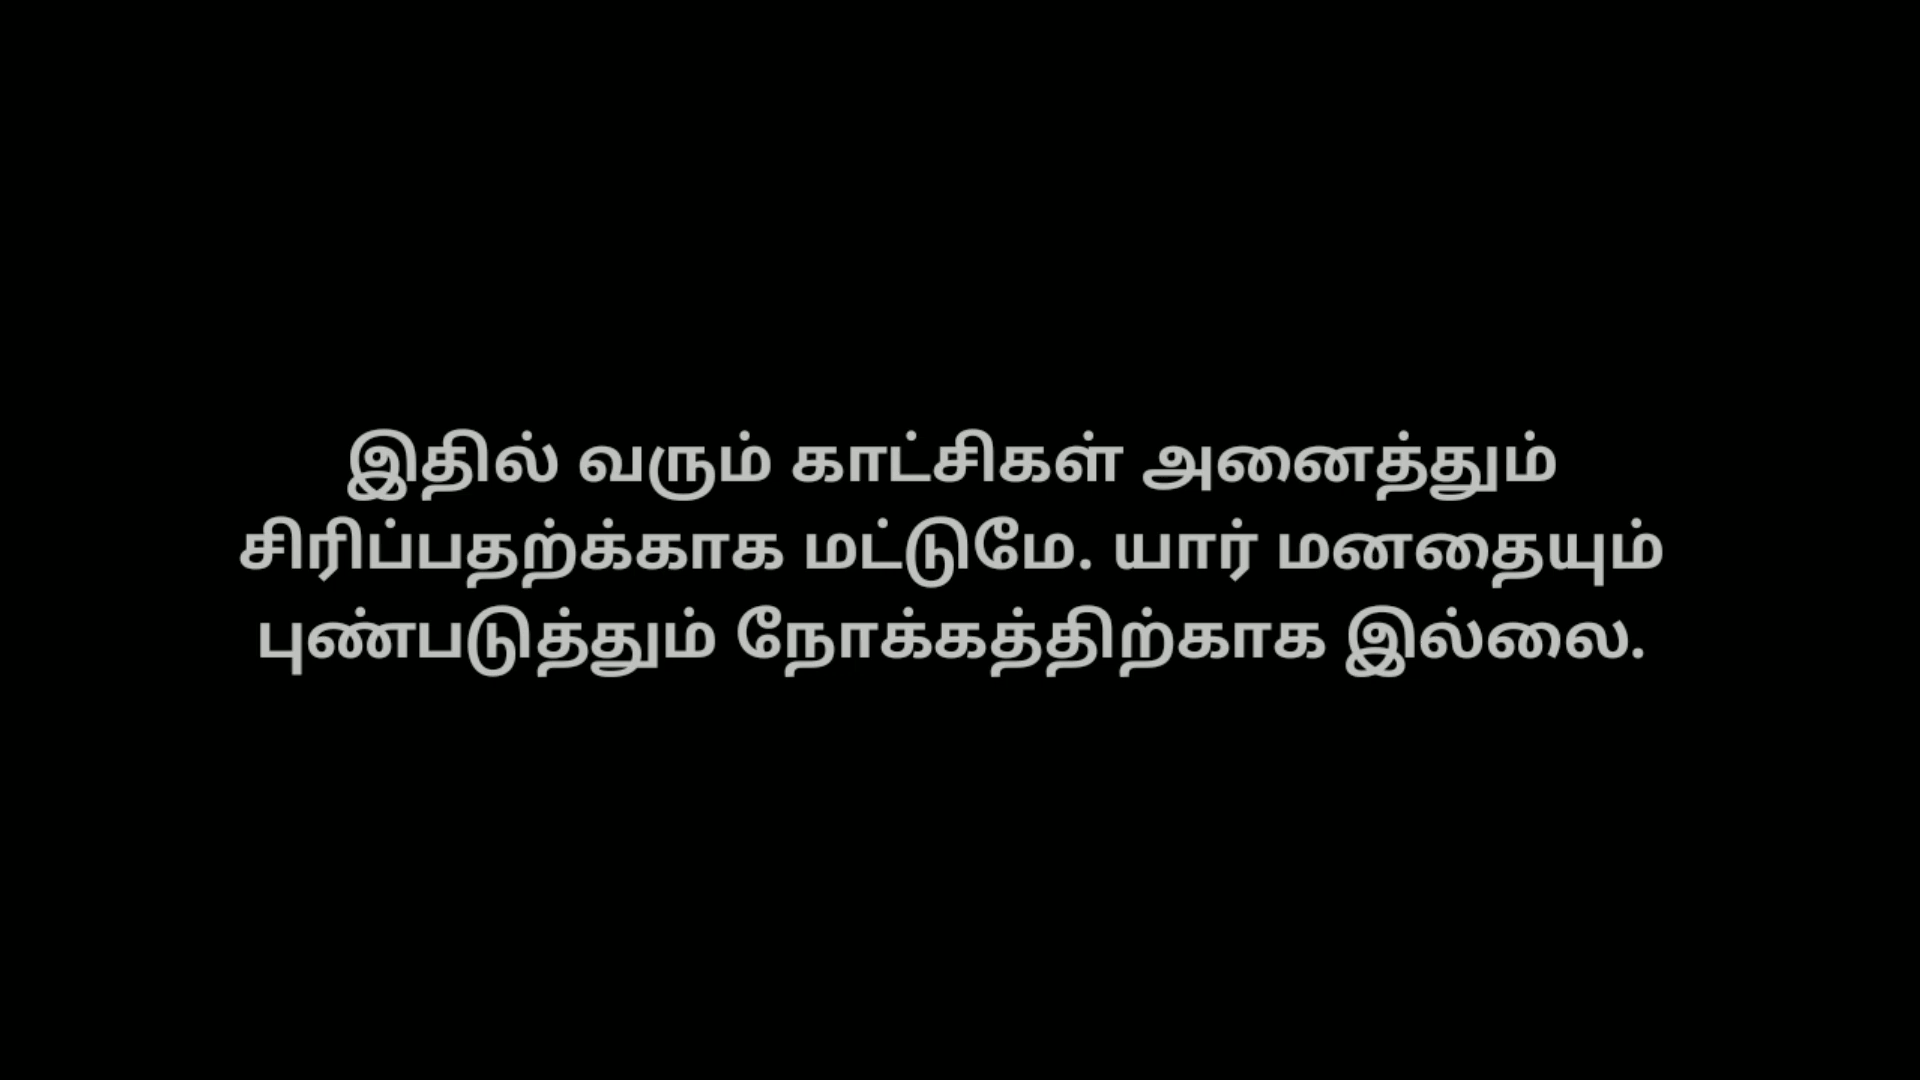 இதில் வரும் காட்சிகள் அனைத்தும்
சிரிப்பதற்க்காக மட்டுமே. யார் மனதையும்
புண்படுத்தும் நோக்கத்திற்காக இல்லை.